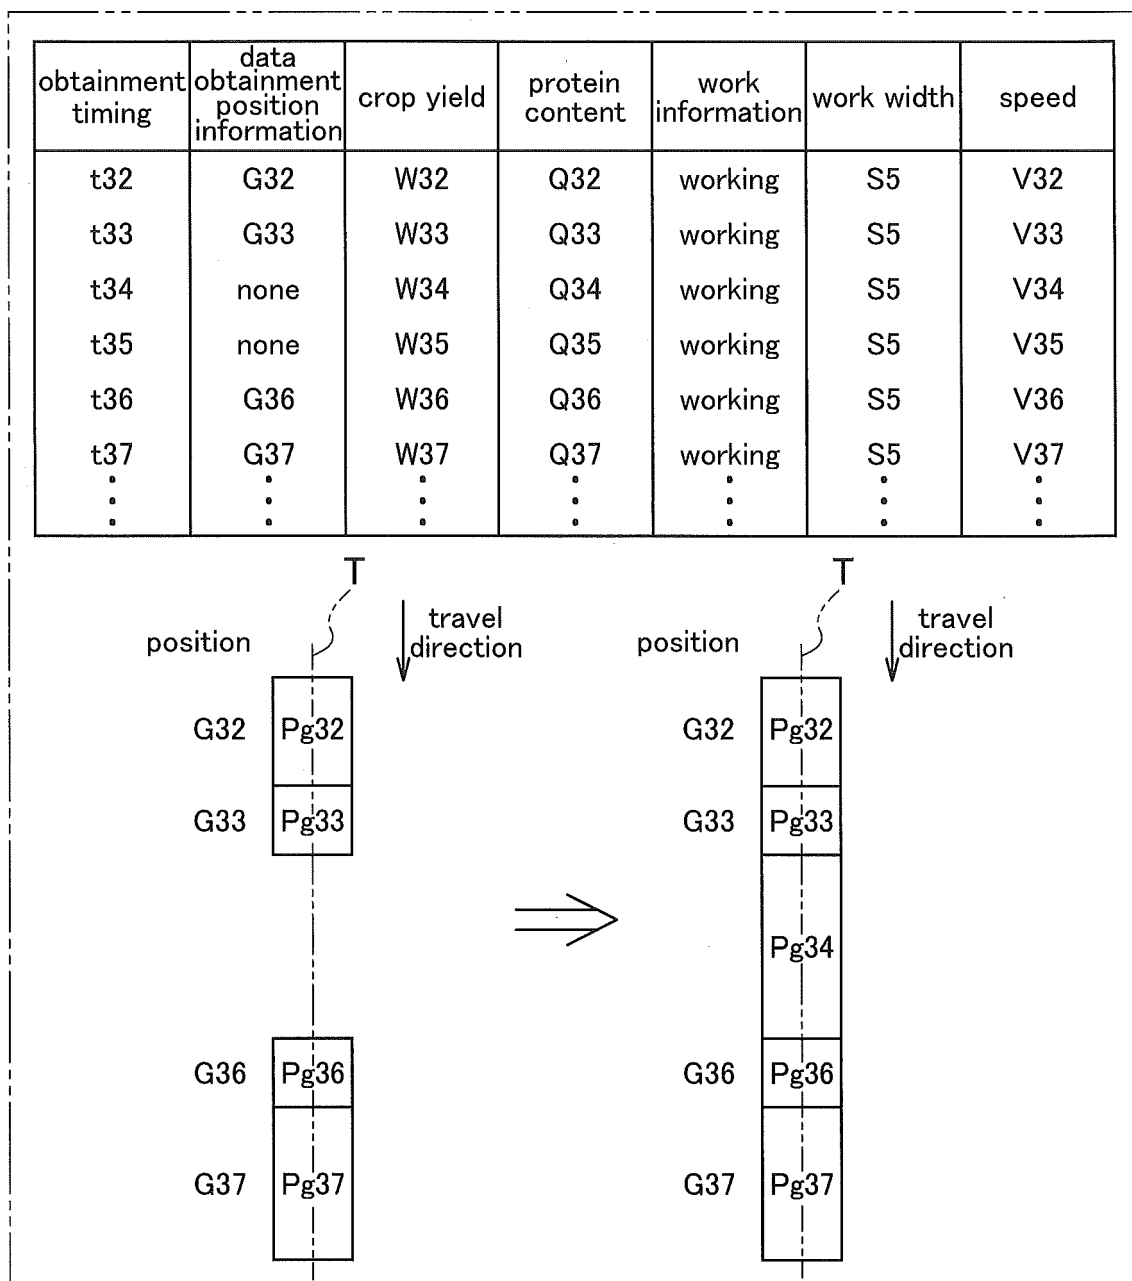 obtainment timing | data obtainment position information | crop yield | protein content | work information | work width | speed
t32 G32 W32 Q32 working S5 V32
t33 G33 W33 Q33 working S5 V33
t34 none W34 Q34 working S5 V34
t35 none W35 Q35 working S5 V35
t36 G36 W36 Q36 working S5 V36
t37 G37 W37 Q37 working S5 V37
T
position
travel
direction
G32 Pg32
G33 Pg33
G36 Pg36
G37 Pg37
T
position
travel
direction
G32 Pg32
G33 Pg33
Pg34
G36 Pg36
G37 Pg37